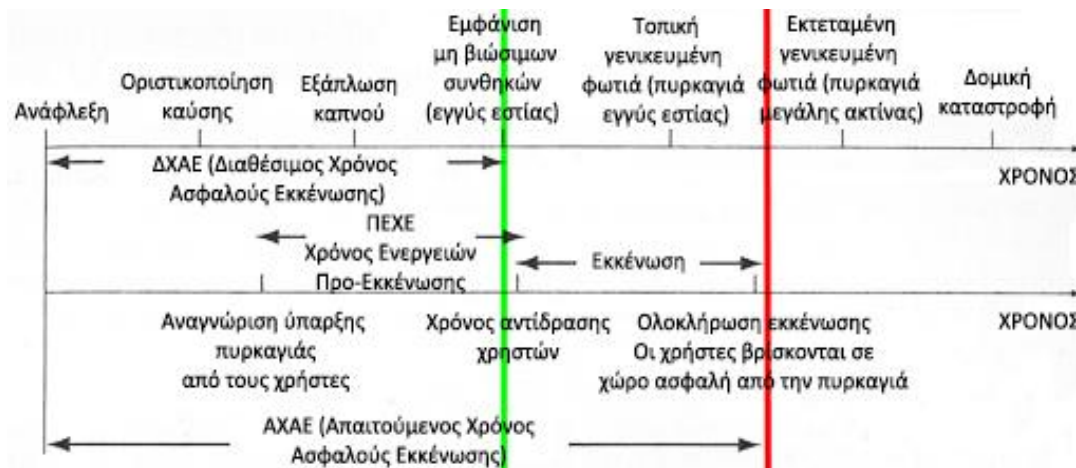 Ανάφλεξη
Οριστικοποίηση
καύσης
Εξάπλωση
καπνού
Εμφάνιση
μη βιώσιμων
συνθηκών
(εγγύς εστίας)
Τοπική
γενικευμένη
φωτιά (πυρκαγιά
εγγύς εστίας)
Εκτεταμένη
γενικευμένη
φωτιά (πυρκαγιά
μεγάλης ακτίνας)
Δομική
καταστροφή
ΔΧΑΕ (Διαθέσιμος Χρόνος
Ασφαλούς Εκκένωσης)
ΧΡΟΝΟΣ
ΠΕΧΕ
Χρόνος Ενεργειών
Προ-Εκκένωσης
Εκκένωση
Αναγνώριση ύπαρξης
πυρκαγιάς
από τους χρήστες
Χρόνος αντίδρασης
χρηστών
Ολοκλήρωση εκκένωσης
Οι χρήστες βρίσκονται σε
χώρο ασφαλή από την πυρκαγιά
ΧΡΟΝΟΣ
ΑΧΑΕ (Απαιτούμενος Χρόνος
Ασφαλούς Εκκένωσης)